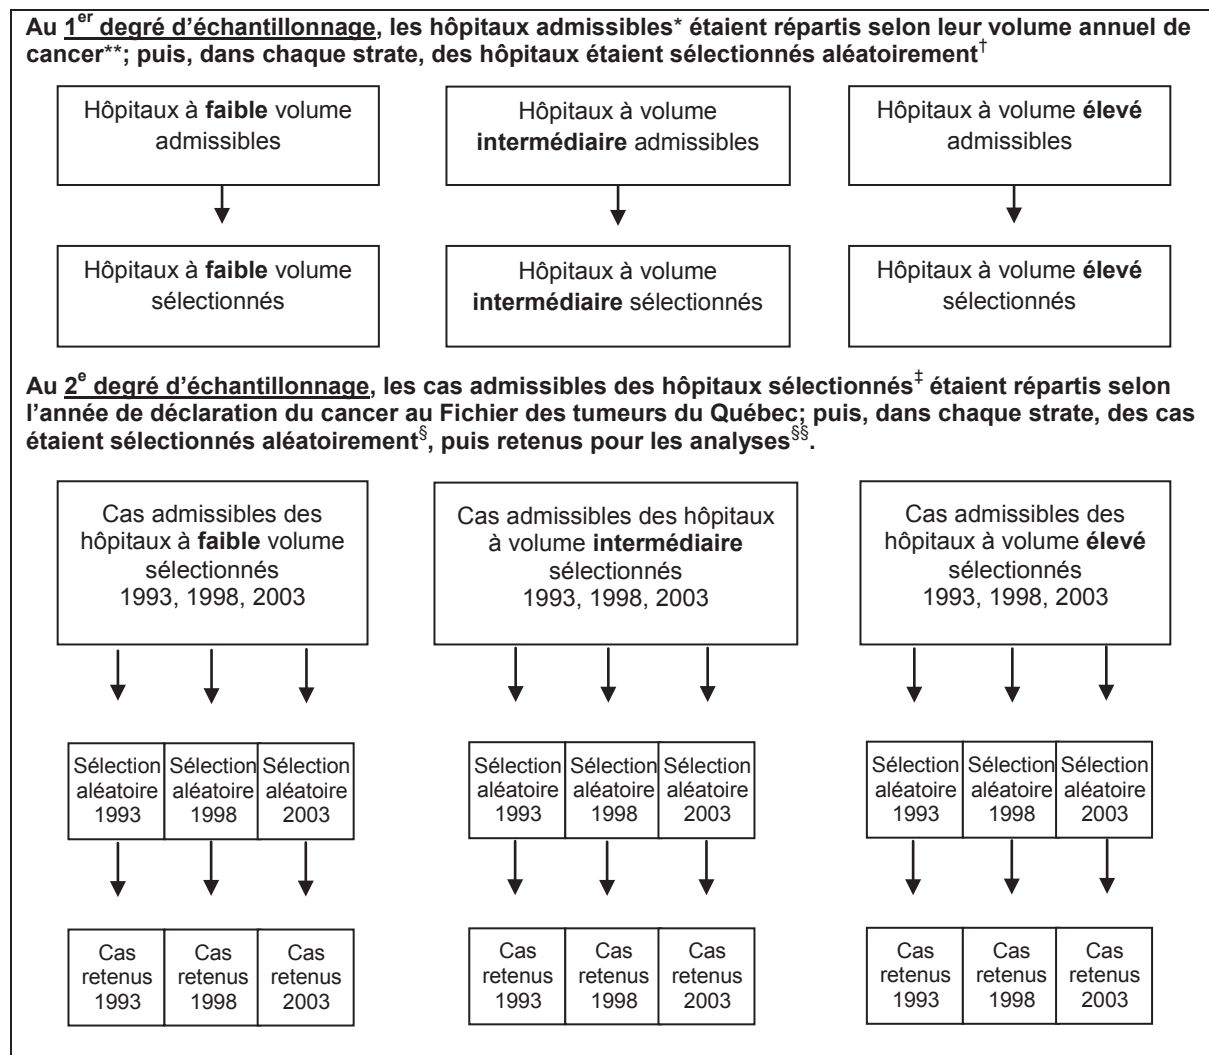 Au 1er degré d'échantillonnage, les hôpitaux admissibles* étaient répartis selon leur volume annuel de
cancer**; puis, dans chaque strate, des hôpitaux étaient sélectionnés aléatoirement†
Hôpitaux à faible volume
admissibles
Hôpitaux à volume
intermédiaire admissibles
Hôpitaux à volume élevé
admissibles
Hôpitaux à faible volume
sélectionnés
Hôpitaux à volume
intermédiaire sélectionnés
Hôpitaux à volume élevé
sélectionnés
Au 2e degré d'échantillonnage, les cas admissibles des hôpitaux sélectionnés‡ étaient répartis selon
l'année de déclaration du cancer au Fichier des tumeurs du Québec; puis, dans chaque strate, des cas
étaient sélectionnés aléatoirement§, puis retenus pour les analyses§§.
Cas admissibles des
hôpitaux à faible volume
sélectionnés
1993, 1998, 2003
Cas admissibles des hôpitaux
à volume intermédiaire
sélectionnés
1993, 1998, 2003
Cas admissibles des
hôpitaux à volume élevé
sélectionnés
1993, 1998, 2003
Sélection
aléatoire
1993
Sélection
aléatoire
1998
Sélection
aléatoire
2003
Sélection
aléatoire
1993
Sélection
aléatoire
1998
Sélection
aléatoire
2003
Sélection
aléatoire
1993
Sélection
aléatoire
1998
Sélection
aléatoire
2003
Cas
retenus
1993
Cas
retenus
1998
Cas
retenus
2003
Cas
retenus
1993
Cas
retenus
1998
Cas
retenus
2003
Cas
retenus
1993
Cas
retenus
1998
Cas
retenus
2003